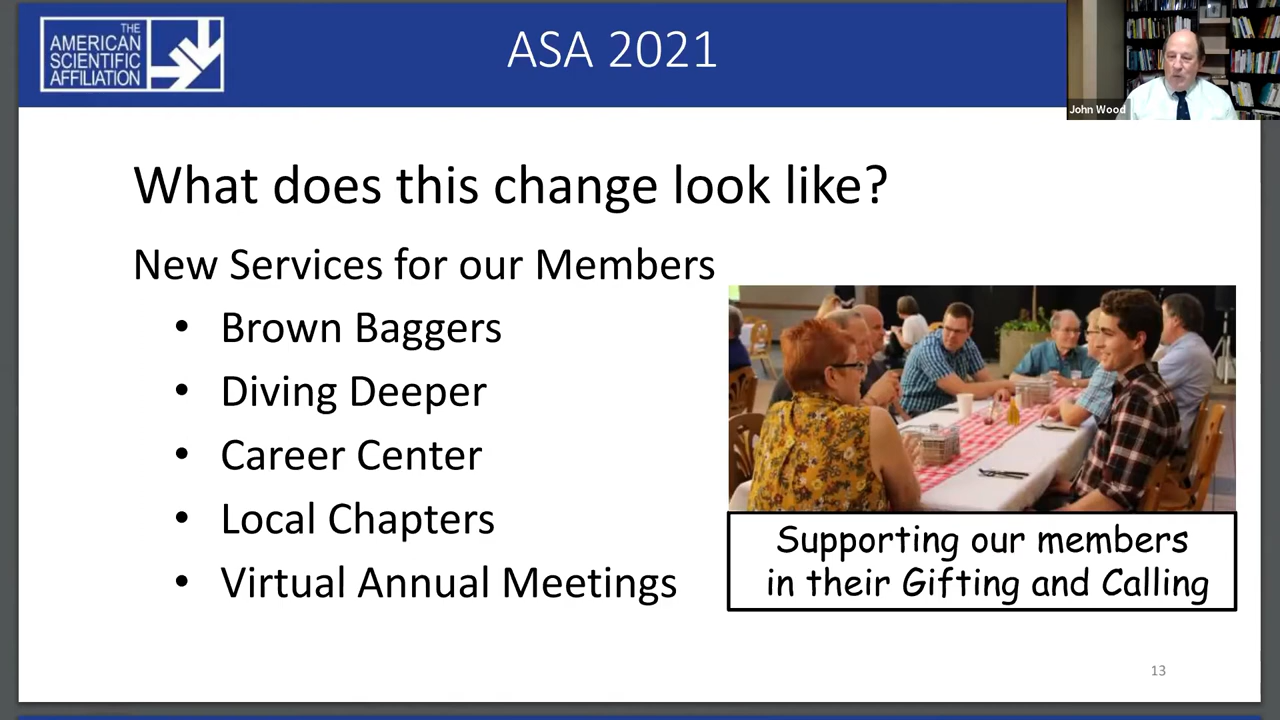 THE
AMERICAN
SCIENTIFIC
AFFILIATION
ASA 2021
John Wood
What does this change look like?
New Services for our Members
• Brown Baggers
• Diving Deeper
• Career Center
• Local Chapters
• Virtual Annual Meetings
Supporting our members
in their Gifting and Calling
13